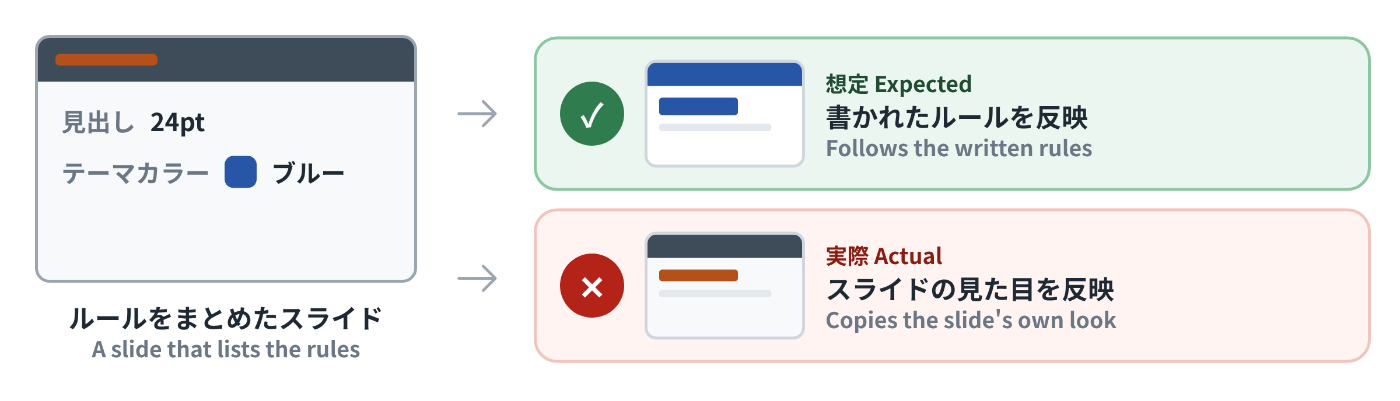 見出し 24pt
テーマカラー ブルー
ルールをまとめたスライド
A slide that lists the rules
想定 Expected
書かれたルールを反映
Follows the written rules
実際 Actual
スライドの見た目を反映
Copies the slide's own look